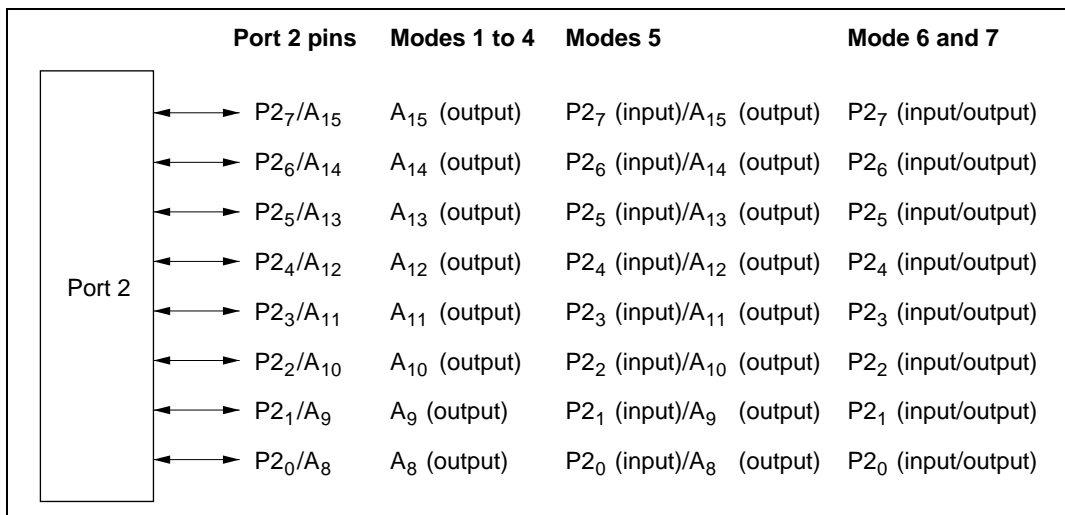 Port 2 pins Modes 1 to 4 Modes 5 Mode 6 and 7
P2₇/A₁₅ A₁₅ (output) P2₇ (input)/A₁₅ (output) P2₇ (input/output)
P2₆/A₁₄ A₁₄ (output) P2₆ (input)/A₁₄ (output) P2₆ (input/output)
P2₅/A₁₃ A₁₃ (output) P2₅ (input)/A₁₃ (output) P2₅ (input/output)
P2₄/A₁₂ A₁₂ (output) P2₄ (input)/A₁₂ (output) P2₄ (input/output)
Port 2
P2₃/A₁₁ A₁₁ (output) P2₃ (input)/A₁₁ (output) P2₃ (input/output)
P2₂/A₁₀ A₁₀ (output) P2₂ (input)/A₁₀ (output) P2₂ (input/output)
P2₁/A₉ A₉ (output) P2₁ (input)/A₉ (output) P2₁ (input/output)
P2₀/A₈ A₈ (output) P2₀ (input)/A₈ (output) P2₀ (input/output)